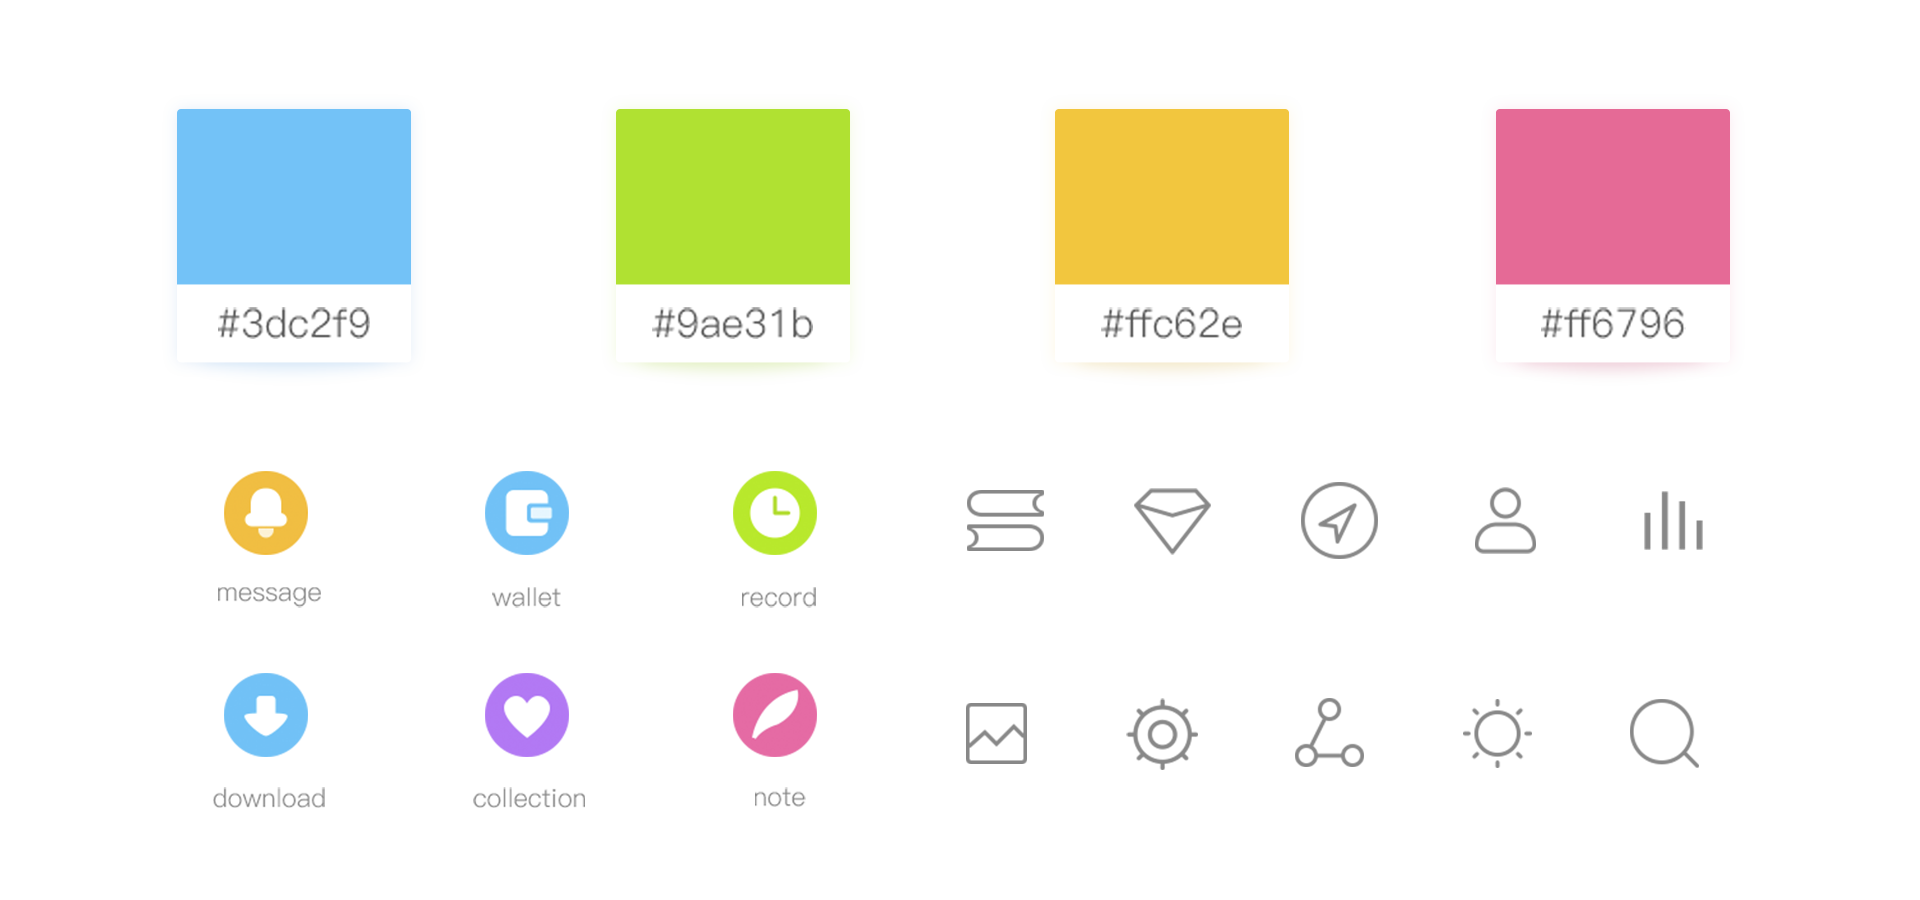 #3dc2f9
#9ae31b
#ffc62e
#ff6796
message
wallet
record
download
collection
note